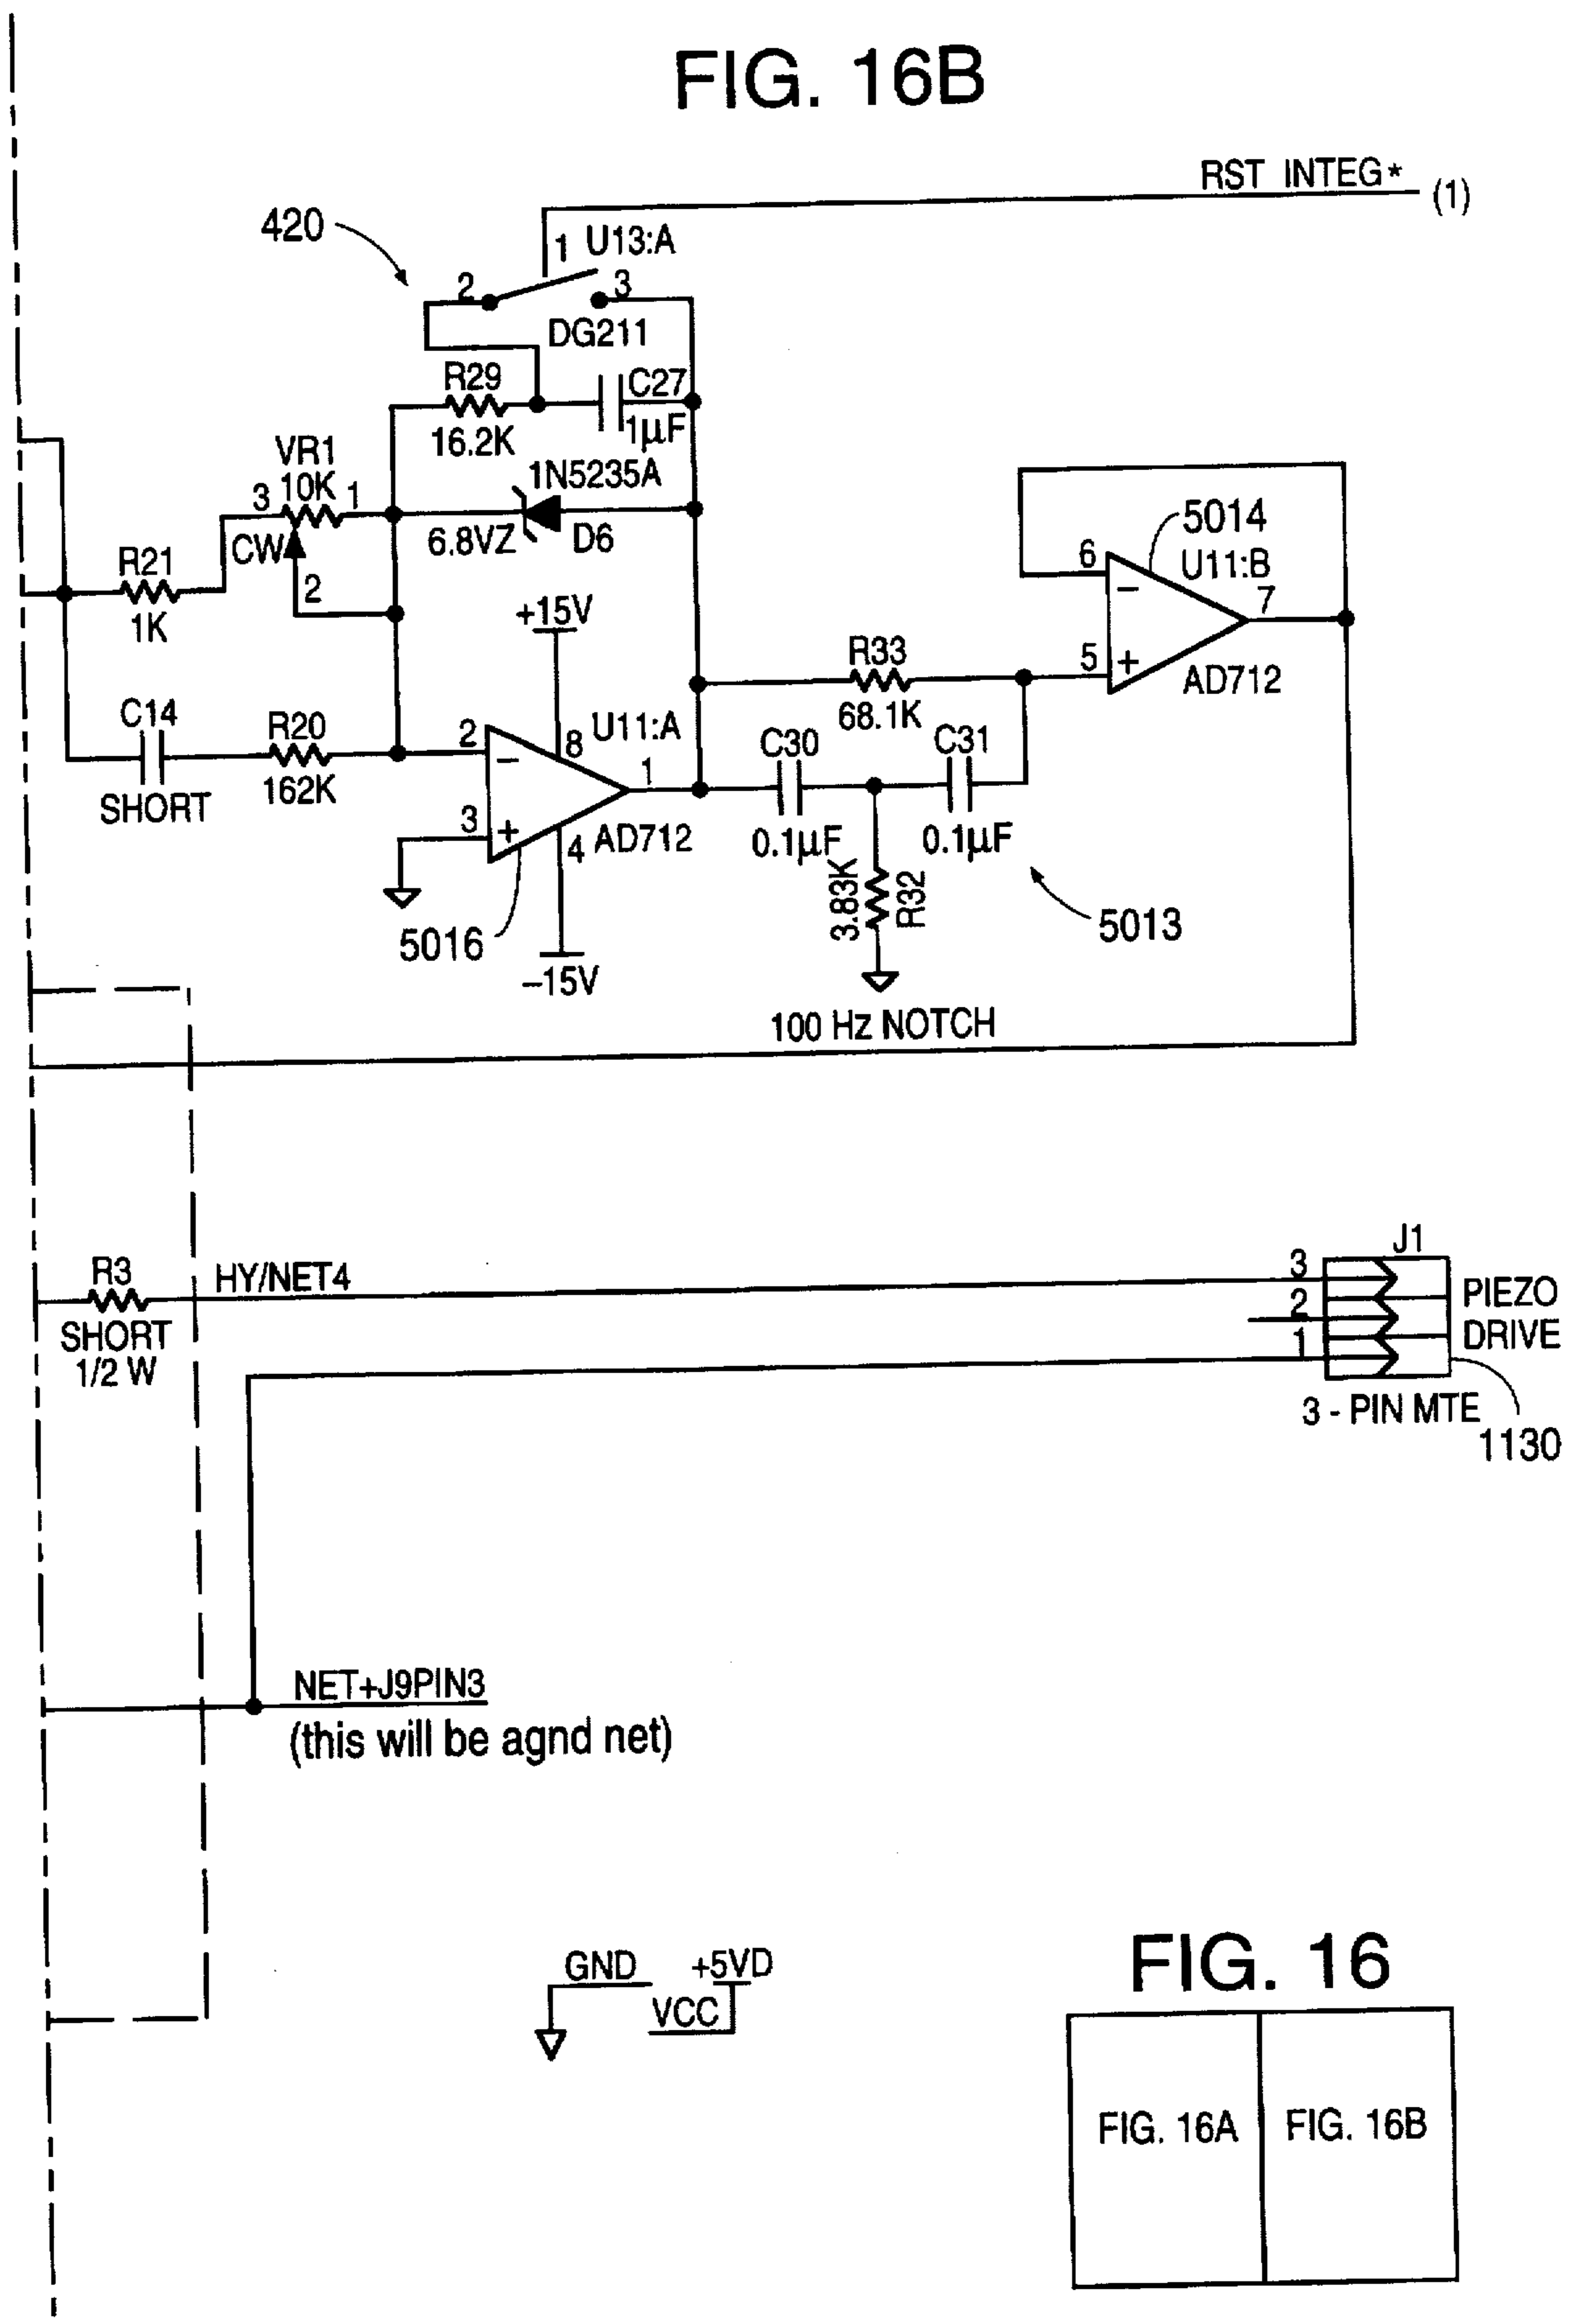 FIG. 16B
RST INTEG* (1)
420
1 U13:A
2
3
DG211
R29
C27
16.2K
1µF
VR1
10K
3
1
1N5235A
6.8VZ
D6
CW
2
R21
1K
+15V
5014
6
U11:B
−
7
R33
5
+
AD712
68.1K
C14
R20
2
8
U11:A
C30
C31
−
1
SHORT
162K
3
+
4
AD712
0.1µF
0.1µF
3.83K
R32
5016
5013
–15V
100 Hz NOTCH
J1
R3
HY/NET4
3
PIEZO
2
SHORT
DRIVE
1/2 W
1
3 - PIN MTE
1130
NET+J9PIN3
(this will be agnd net)
GND
+5VD
VCC
FIG. 16
FIG. 16A
FIG. 16B